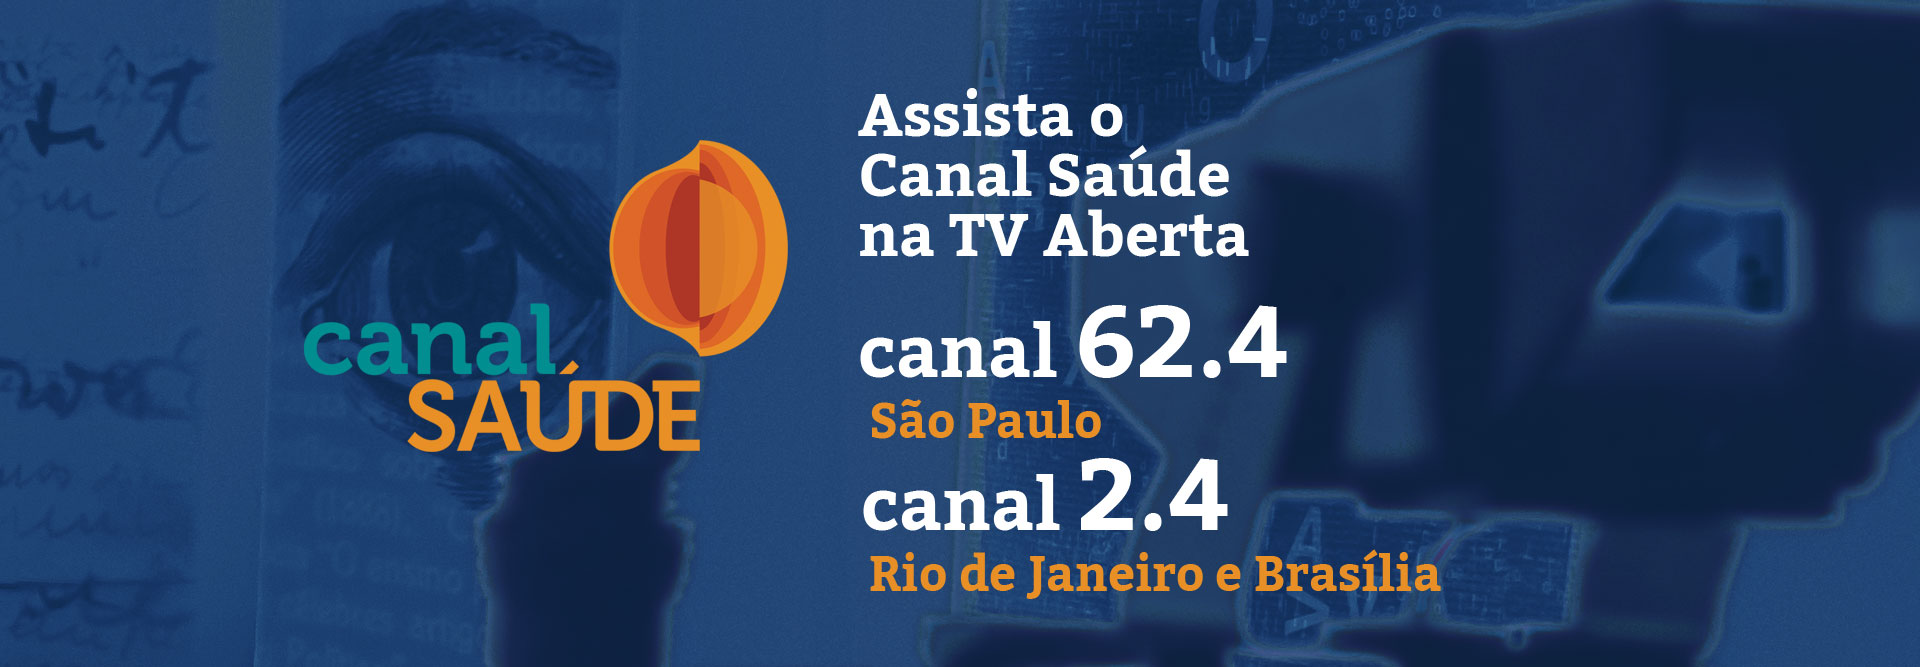 canal
SAÚDE
Assista o
Canal Saúde
na TV Aberta
canal 62.4
São Paulo
canal 2.4
Rio de Janeiro e Brasília